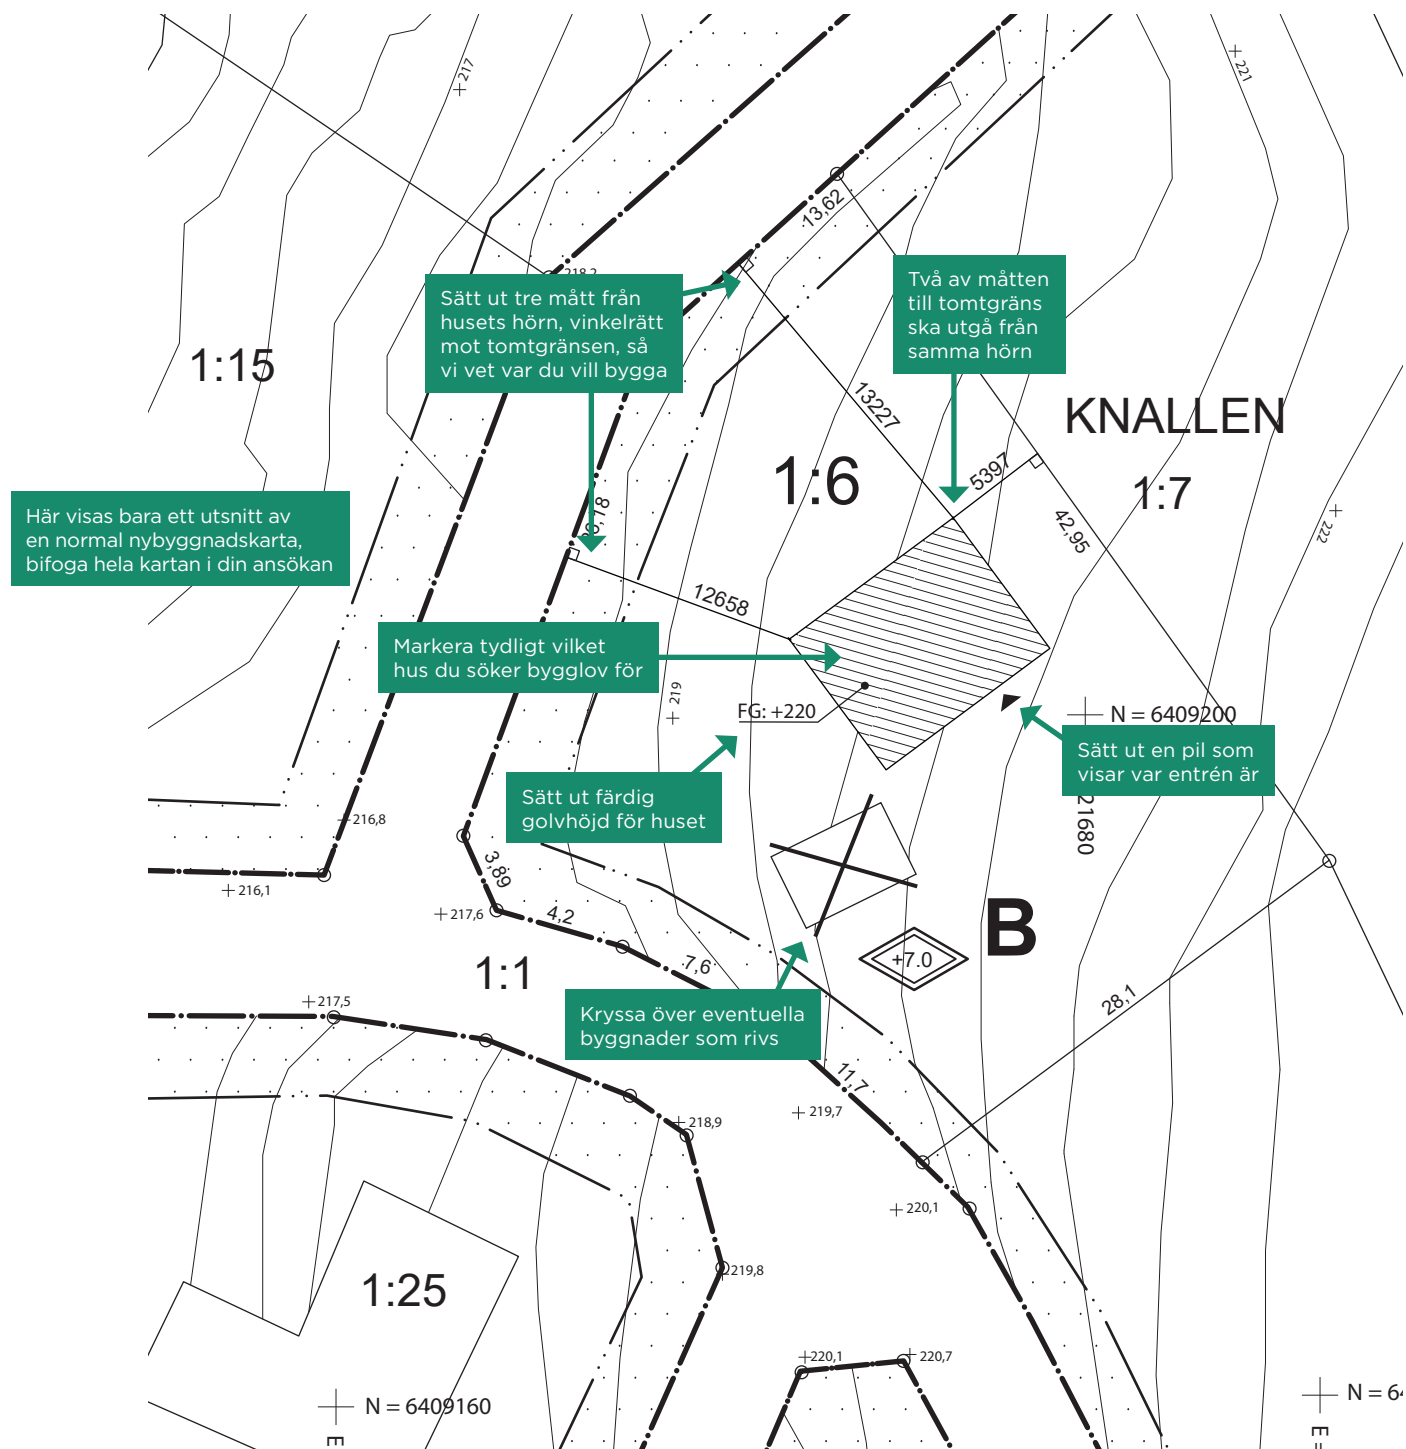 217
221
13,62
218,2
Sätt ut tre mått från
husets hörn, vinkelrätt
mot tomtgränsen, så
vi vet var du vill bygga
Två av måtten
till tomtgräns
ska utgå från
samma hörn
1:15
13227
KNALLEN
1:6
5397
1:7
Här visas bara ett utsnitt av
en normal nybyggnadskarta,
bifoga hela kartan i din ansökan
42,95
222
12658
Markera tydligt vilket
hus du söker bygglov för
219
FG: +220
N = 6409200
Sätt ut en pil som
visar var entrén är
Sätt ut färdig
golvhöjd för huset
21680
216,8
3,89
216,1
217,6
4,2
B
+7.0
7,6
1:1
28,1
217,5
Kryssa över eventuella
byggnader som rivs
11,7
219,7
218,9
220,1
219,8
1:25
220,1
220,7
N = 6409160
N = 64
E
E =